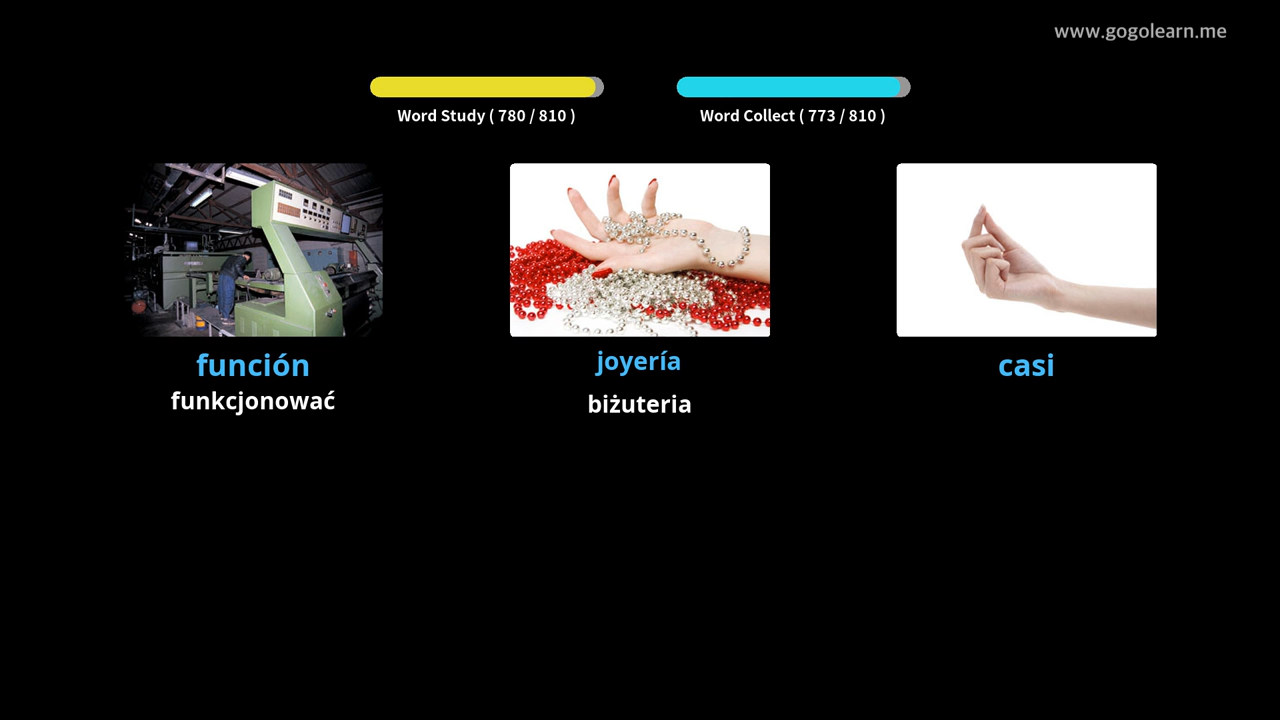 www.gogolearn.me
Word Study ( 780 / 810 )
Word Collect ( 773 / 810 )
función
funkcjonować
joyería
biżuteria
casi